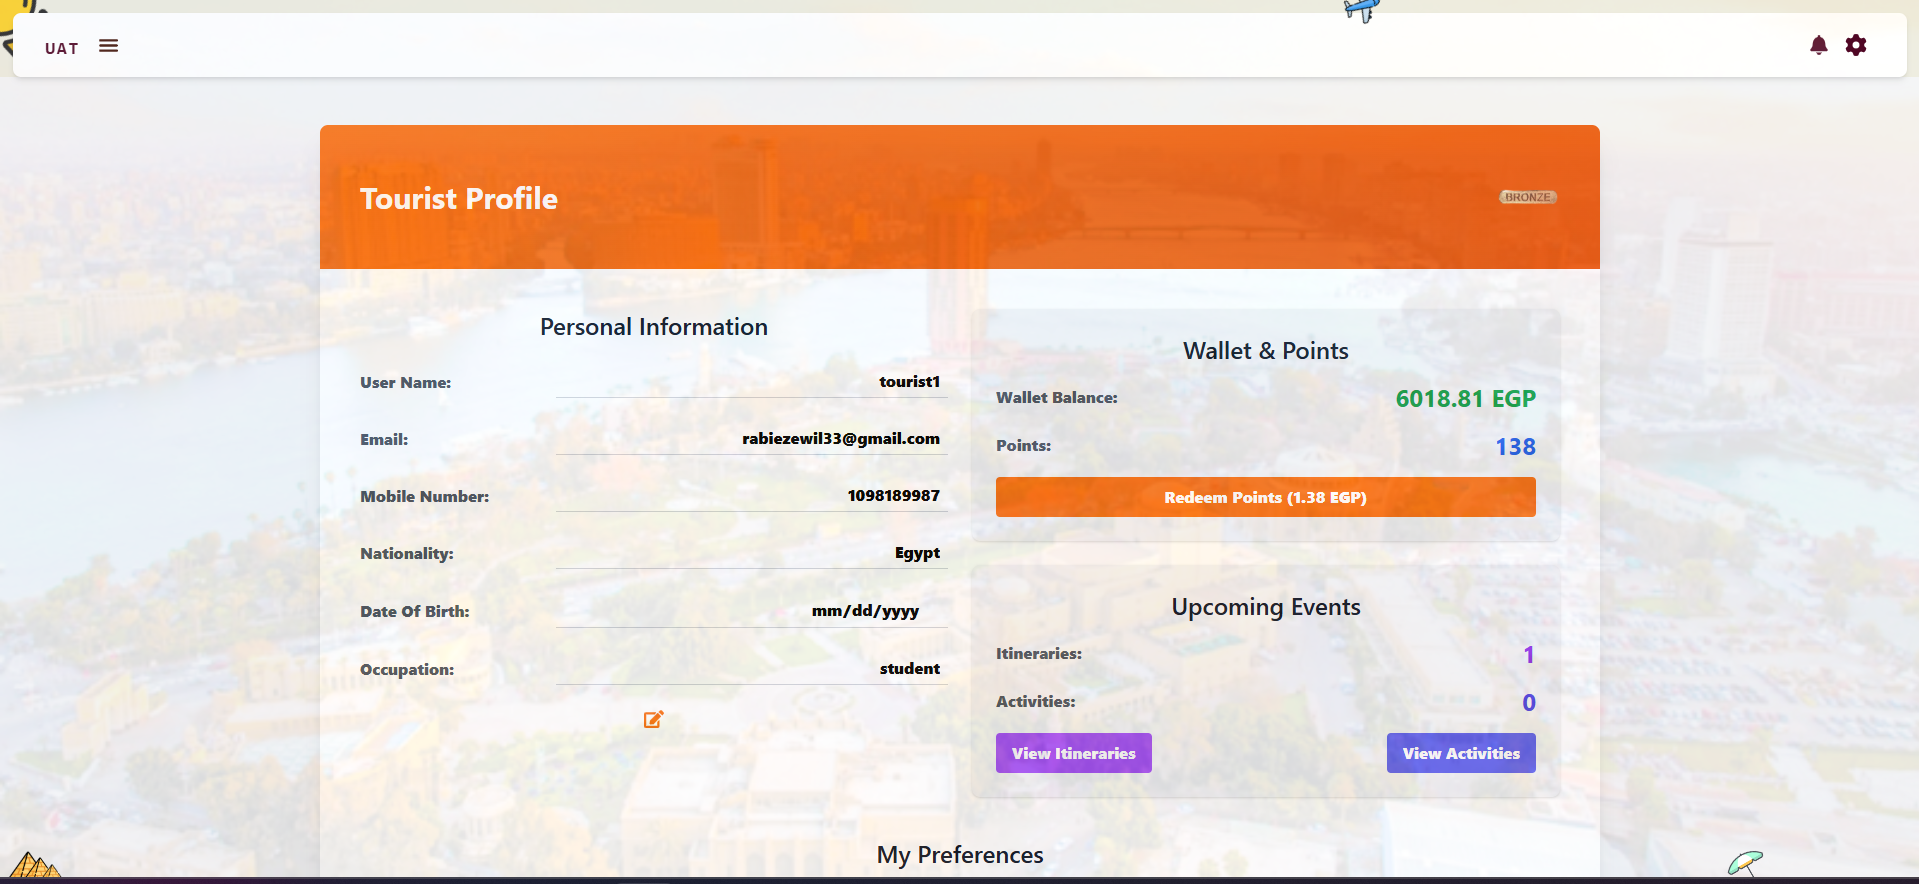 UAT
Tourist Profile
BRONZE
Personal Information
User Name: tourist1
Email: rabiezewil33@gmail.com
Mobile Number: 1098189987
Nationality: Egypt
Date Of Birth: mm/dd/yyyy
Occupation: student
Wallet & Points
Wallet Balance: 6018.81 EGP
Points: 138
Redeem Points (1.38 EGP)
Upcoming Events
Itineraries: 1
Activities: 0
View Itineraries View Activities
My Preferences